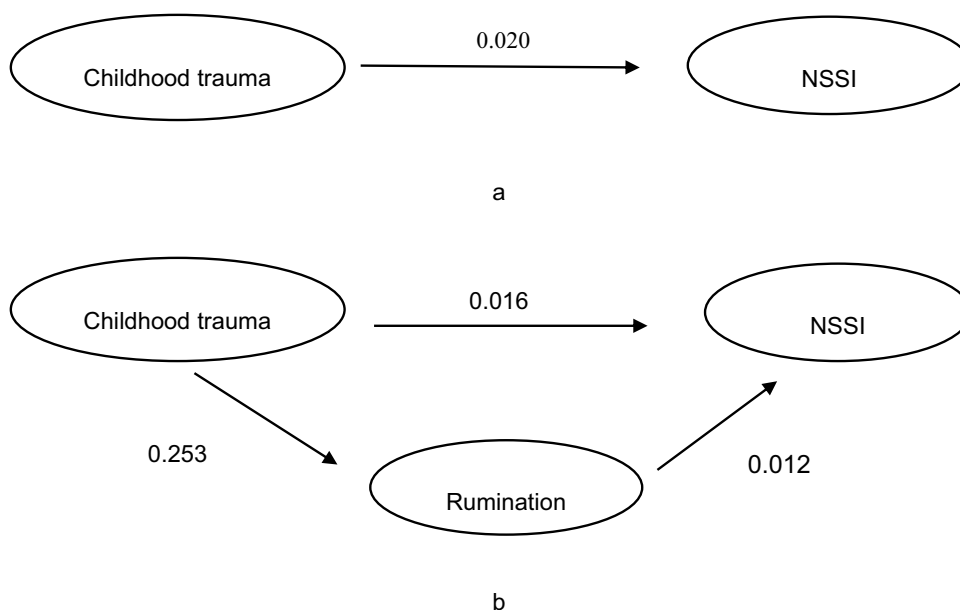 0.020
Childhood trauma
NSSI
a
0.016
Childhood trauma
NSSI
0.253
0.012
Rumination
b